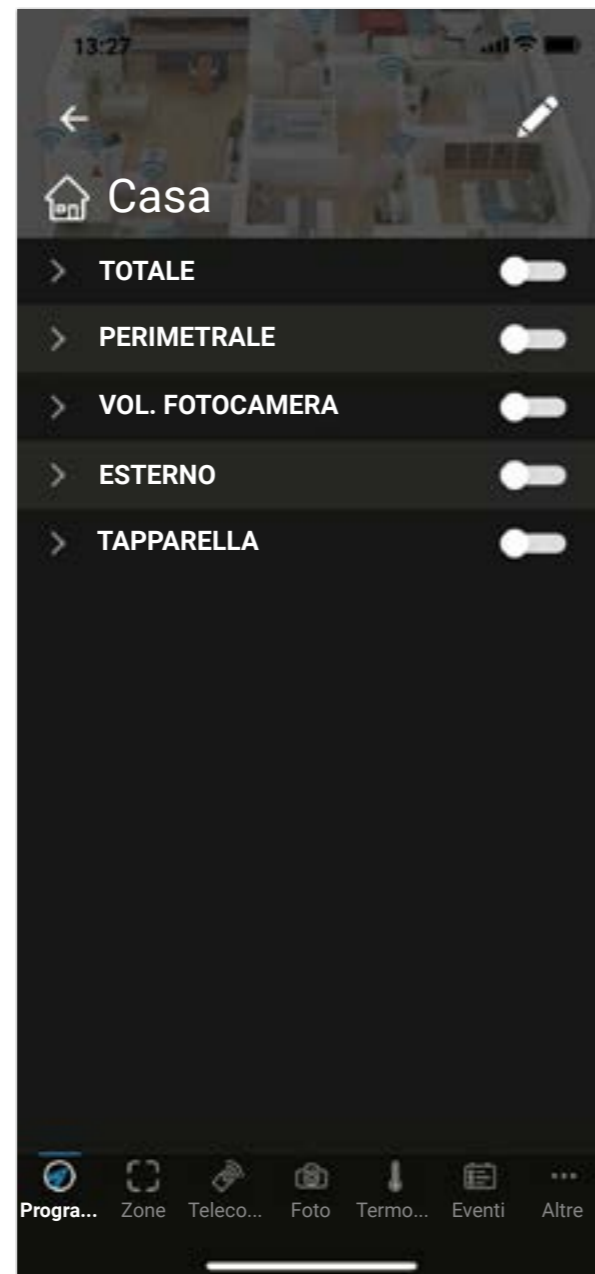 13:27
Casa
TOTALE
PERIMETRALE
VOL. FOTOCAMERA
ESTERNO
TAPPARELLA
Progra... Zone Teleco... Foto Termo... Eventi Altre